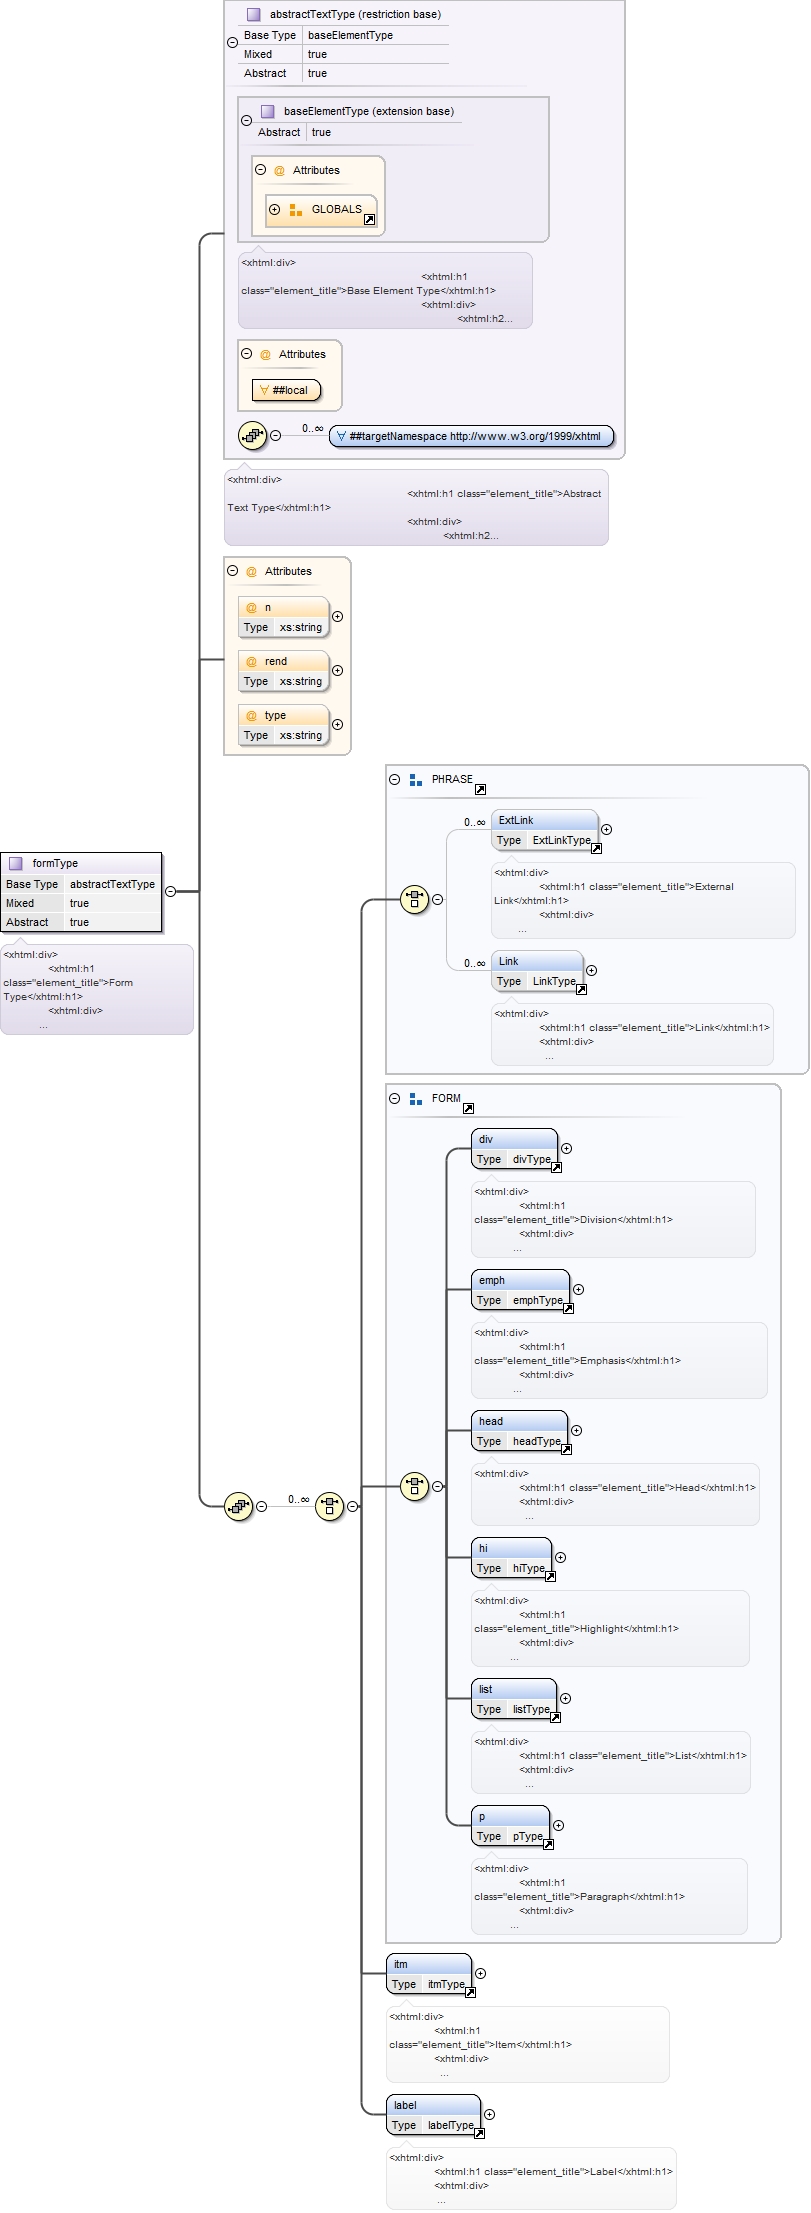 abstractTextType (restriction base)
Base Type baseElementType
Mixed true
Abstract true
baseElementType (extension base)
Abstract true
@ Attributes
GLOBALS
<xhtml:div>
<xhtml:h1
class="element_title">Base Element Type</xhtml:h1>
<xhtml:div>
<xhtml:h2...
@ Attributes
∀ ##local
0..∞
∀ ##targetNamespace http://www.w3.org/1999/xhtml
<xhtml:div>
<xhtml:h1 class="element_title">Abstract
Text Type</xhtml:h1>
<xhtml:div>
<xhtml:h2...
@ Attributes
@ n
Type xs:string
@ rend
Type xs:string
@ type
Type xs:string
formType
Base Type abstractTextType
Mixed true
Abstract true
<xhtml:div>
<xhtml:h1
class="element_title">Form
Type</xhtml:h1>
<xhtml:div>
...
PHRASE
0..∞
ExtLink
Type ExtLinkType
<xhtml:div>
<xhtml:h1 class="element_title">External
Link</xhtml:h1>
<xhtml:div>
...
0..∞
Link
Type LinkType
<xhtml:div>
<xhtml:h1 class="element_title">Link</xhtml:h1>
<xhtml:div>
...
FORM
div
Type divType
<xhtml:div>
<xhtml:h1
class="element_title">Division</xhtml:h1>
<xhtml:div>
...
emph
Type emphType
<xhtml:div>
<xhtml:h1
class="element_title">Emphasis</xhtml:h1>
<xhtml:div>
...
head
Type headType
<xhtml:div>
<xhtml:h1 class="element_title">Head</xhtml:h1>
<xhtml:div>
...
0..∞
hi
Type hiType
<xhtml:div>
<xhtml:h1
class="element_title">Highlight</xhtml:h1>
<xhtml:div>
...
list
Type listType
<xhtml:div>
<xhtml:h1 class="element_title">List</xhtml:h1>
<xhtml:div>
...
p
Type pType
<xhtml:div>
<xhtml:h1
class="element_title">Paragraph</xhtml:h1>
<xhtml:div>
...
itm
Type itmType
<xhtml:div>
<xhtml:h1
class="element_title">Item</xhtml:h1>
<xhtml:div>
...
label
Type labelType
<xhtml:div>
<xhtml:h1 class="element_title">Label</xhtml:h1>
<xhtml:div>
...